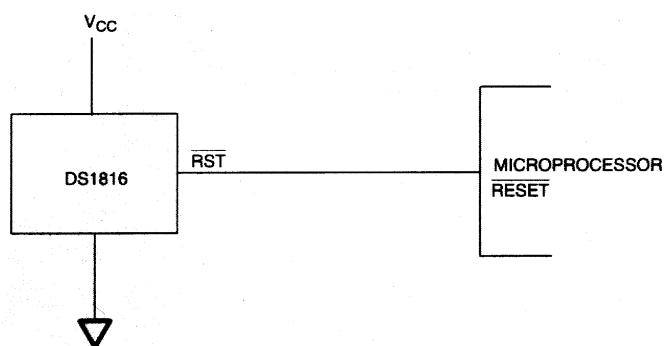 VCC
RST
DS1816
MICROPROCESSOR
RESET